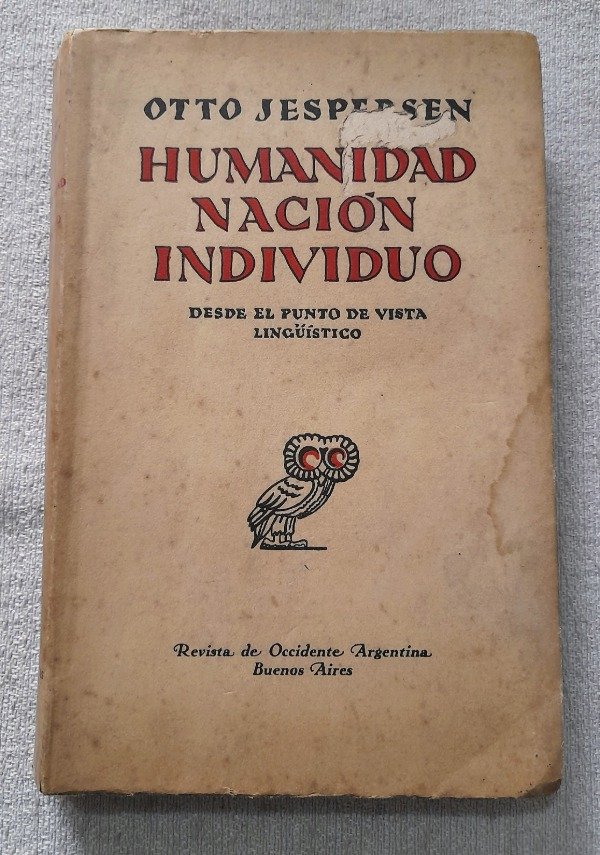 OTTO JESPERSEN
HUMANIDAD
NACIÓN
INDIVIDUO
DESDE EL PUNTO DE VISTA
LINGÜÍSTICO
Revista de Occidente Argentina
Buenos Aires